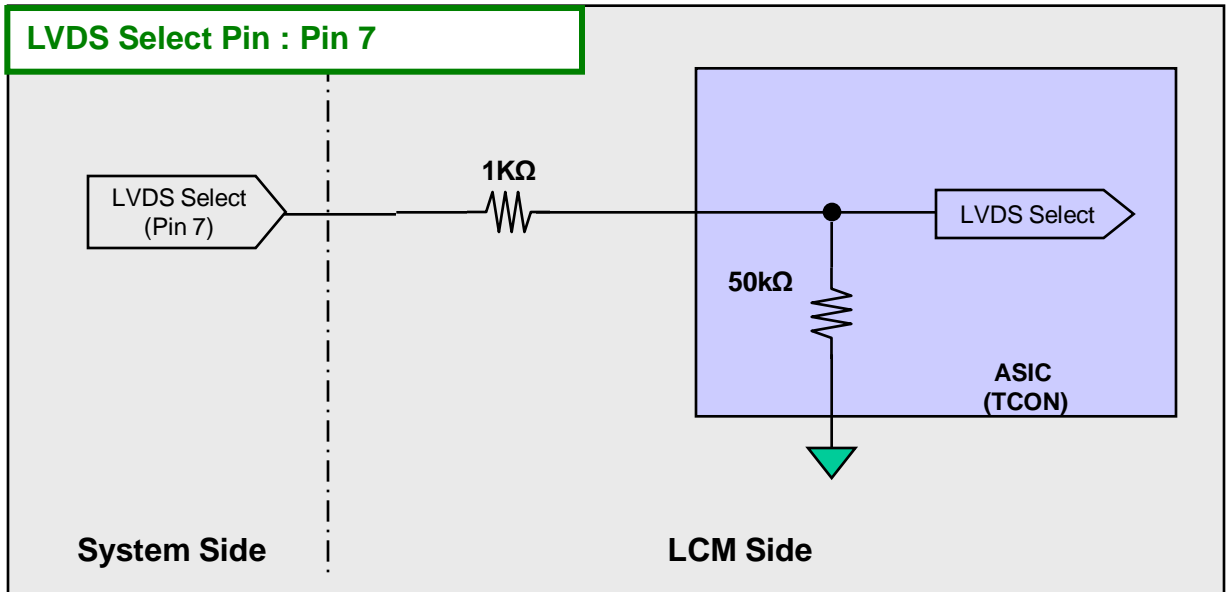 LVDS Select Pin : Pin 7
LVDS Select
(Pin 7)
1KΩ
LVDS Select
50kΩ
ASIC
(TCON)
System Side
LCM Side